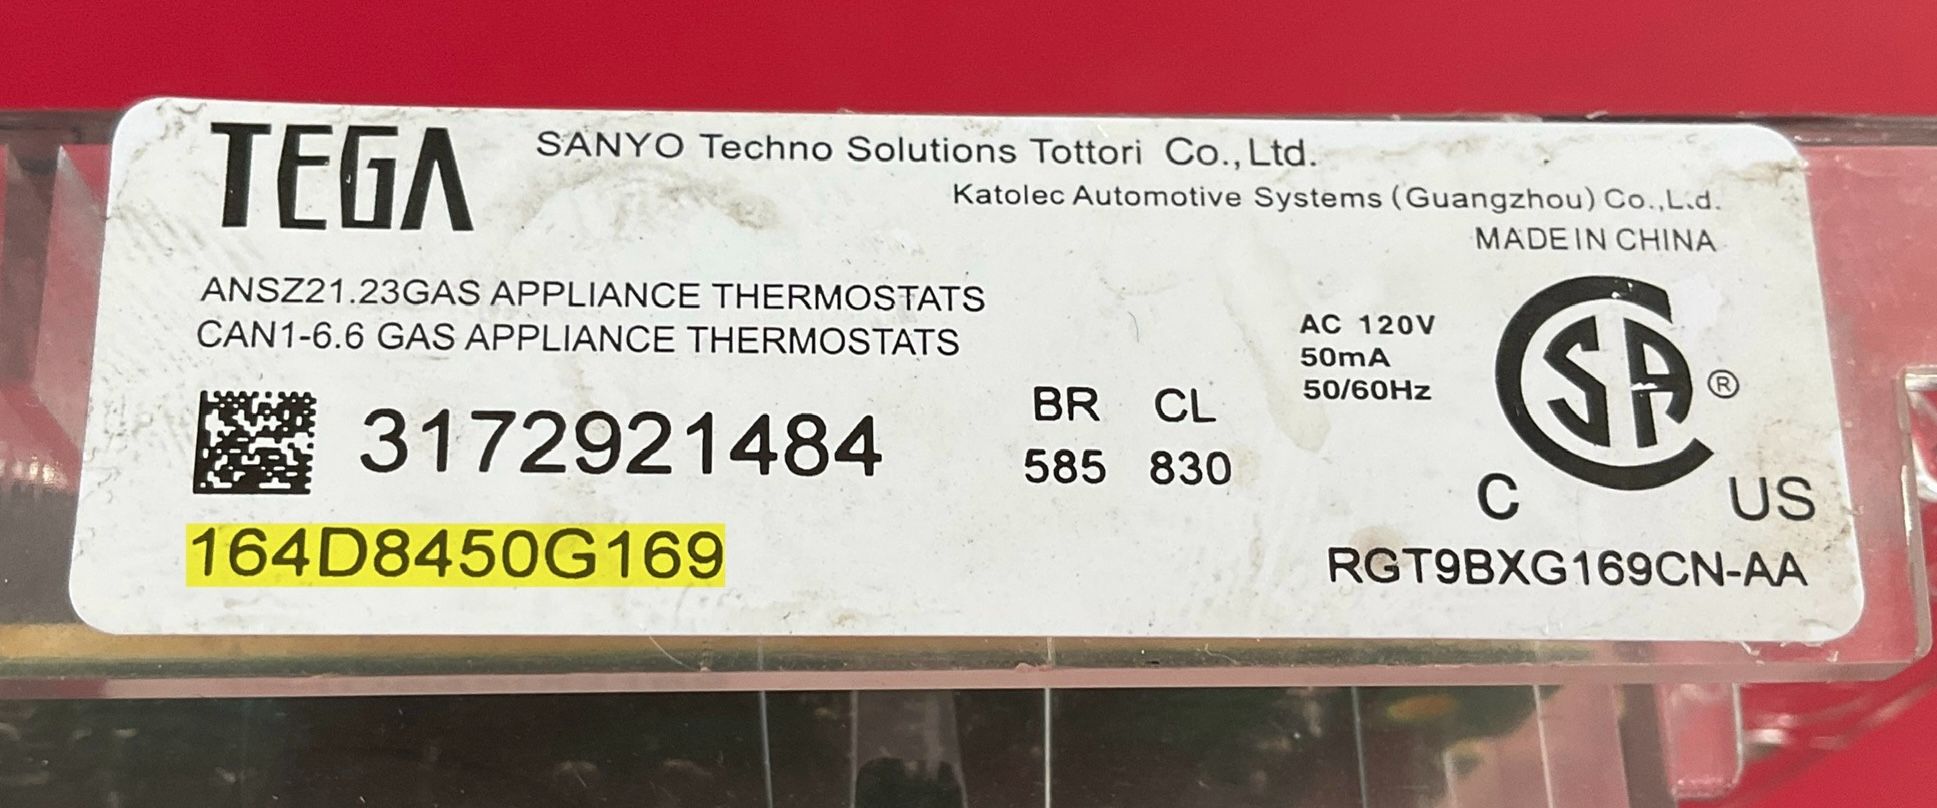 TEGA
SANYO Techno Solutions Tottori Co.,Ltd.
Katolec Automotive Systems (Guangzhou) Co.,L.d.
MADE IN CHINA
ANSZ21.23GAS APPLIANCE THERMOSTATS
CAN1-6.6 GAS APPLIANCE THERMOSTATS
AC 120V
50mA
50/60Hz
3172921484
BR CL
585 830
CSA ®
C US
164D8450G169
RGT9BXG169CN-AA